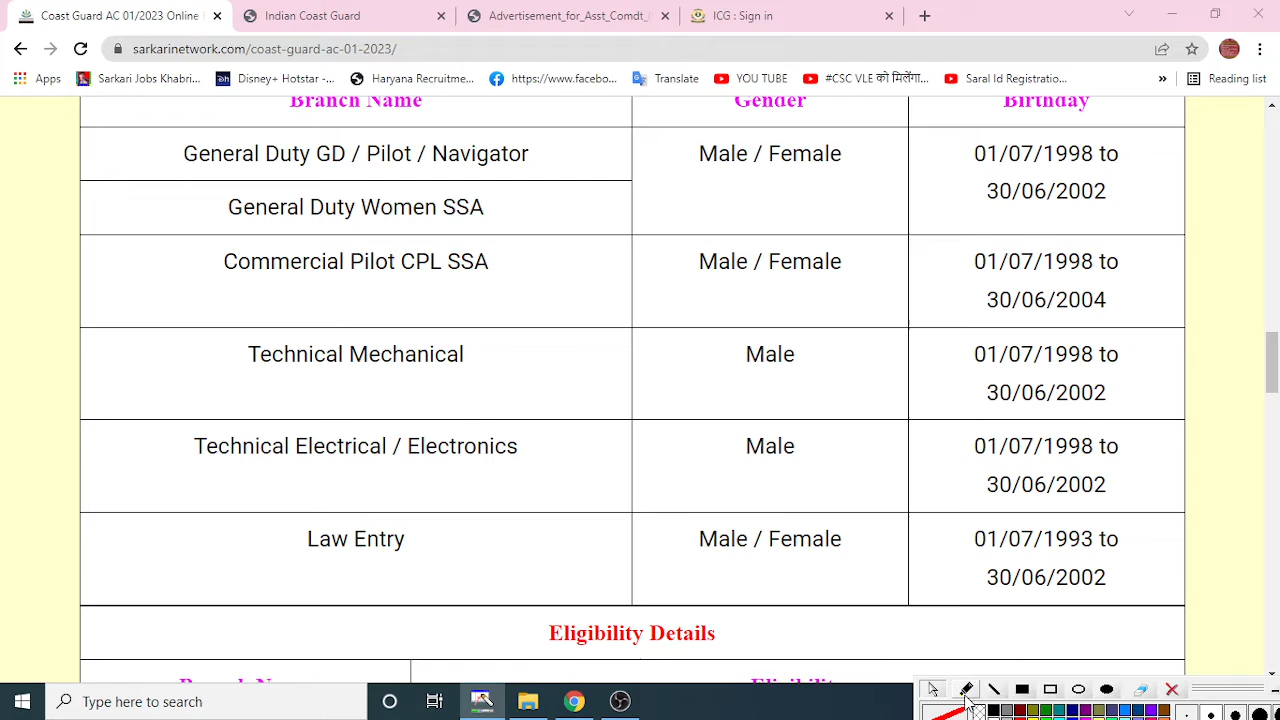 Coast Guard AC 01/2023 Online
Indian Coast Guard
Advertisement_for_Asst_Comdt_
ICG: Sign in
sarkarinetwork.com/coast-guard-ac-01-2023/
Apps
Sarkari Jobs Khabri...
Disney+ Hotstar -...
Haryana Recruitme...
https://www.facebo...
Translate
YOU TUBE
#CSC VLE को मिलेंगा...
Saral Id Registratio...
»
Reading list
Branch Name
Gender
Birthday
General Duty GD / Pilot / Navigator
Male / Female
01/07/1998 to
30/06/2002
General Duty Women SSA
Commercial Pilot CPL SSA
Male / Female
01/07/1998 to
30/06/2004
Technical Mechanical
Male
01/07/1998 to
30/06/2002
Technical Electrical / Electronics
Male
01/07/1998 to
30/06/2002
Law Entry
Male / Female
01/07/1993 to
30/06/2002
Eligibility Details
Eligibility
Type here to search